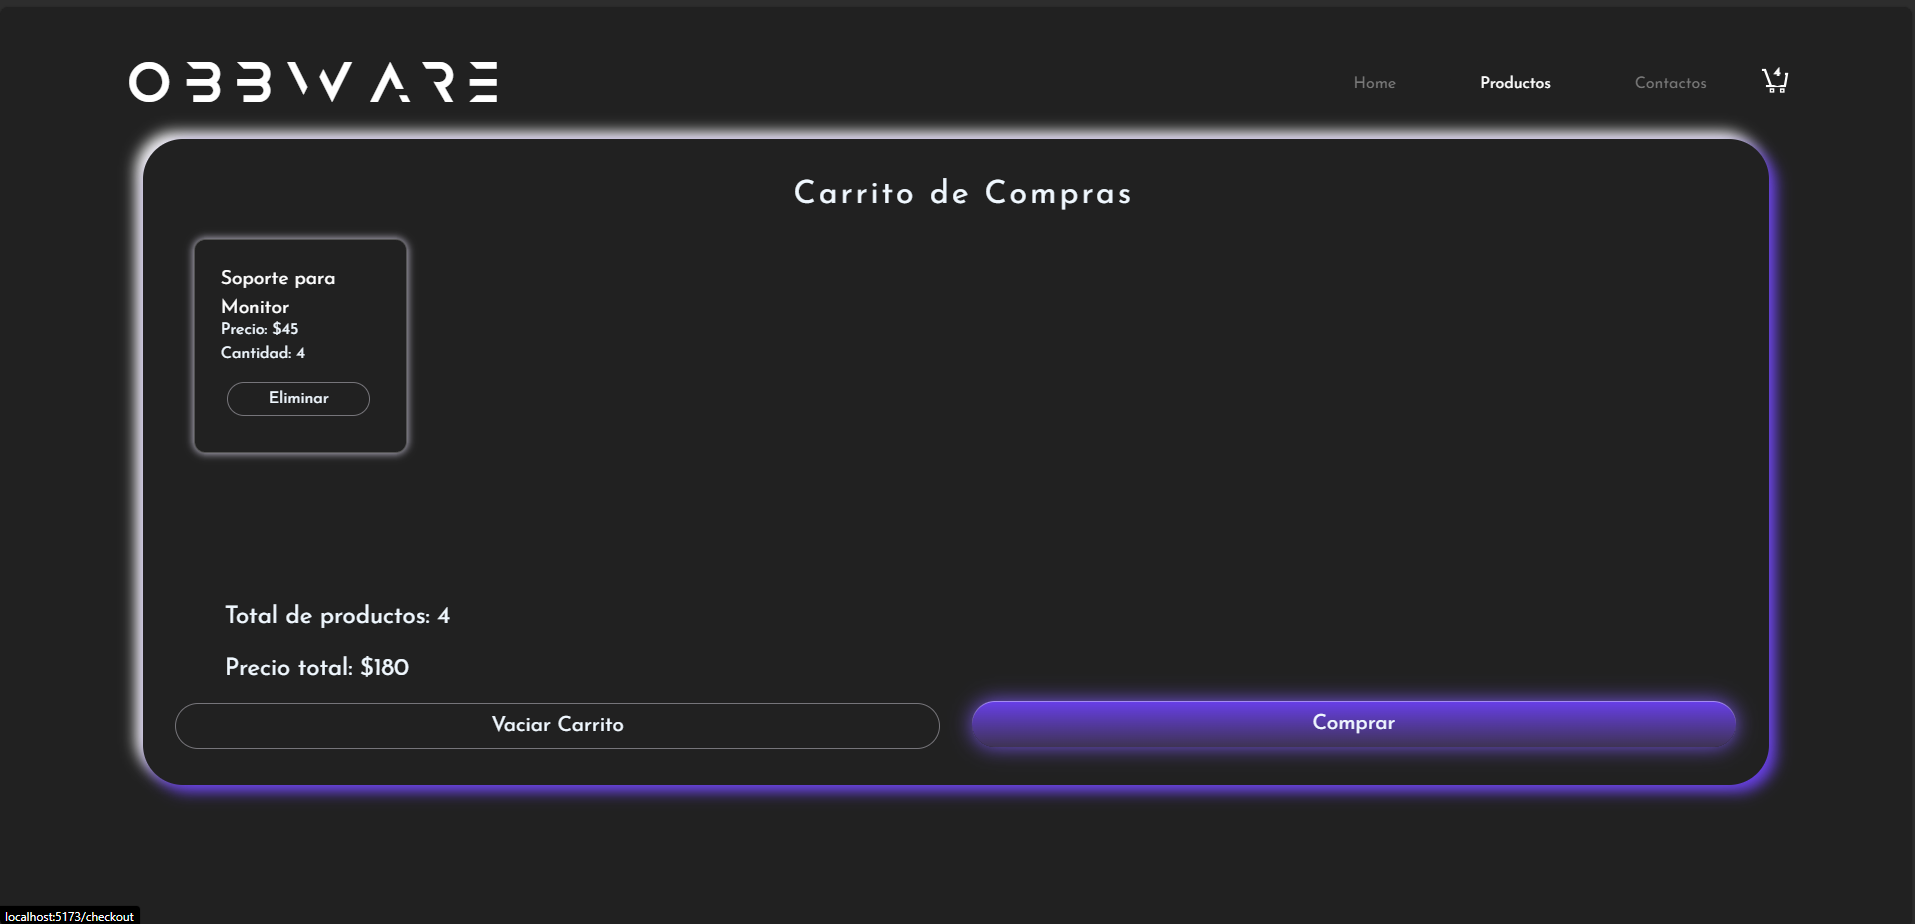 OBBWARE
Home
Productos
Contactos
4
Carrito de Compras
Soporte para
Monitor
Precio: $45
Cantidad: 4
Eliminar
Total de productos: 4
Precio total: $180
Vaciar Carrito
Comprar
localhost:5173/checkout